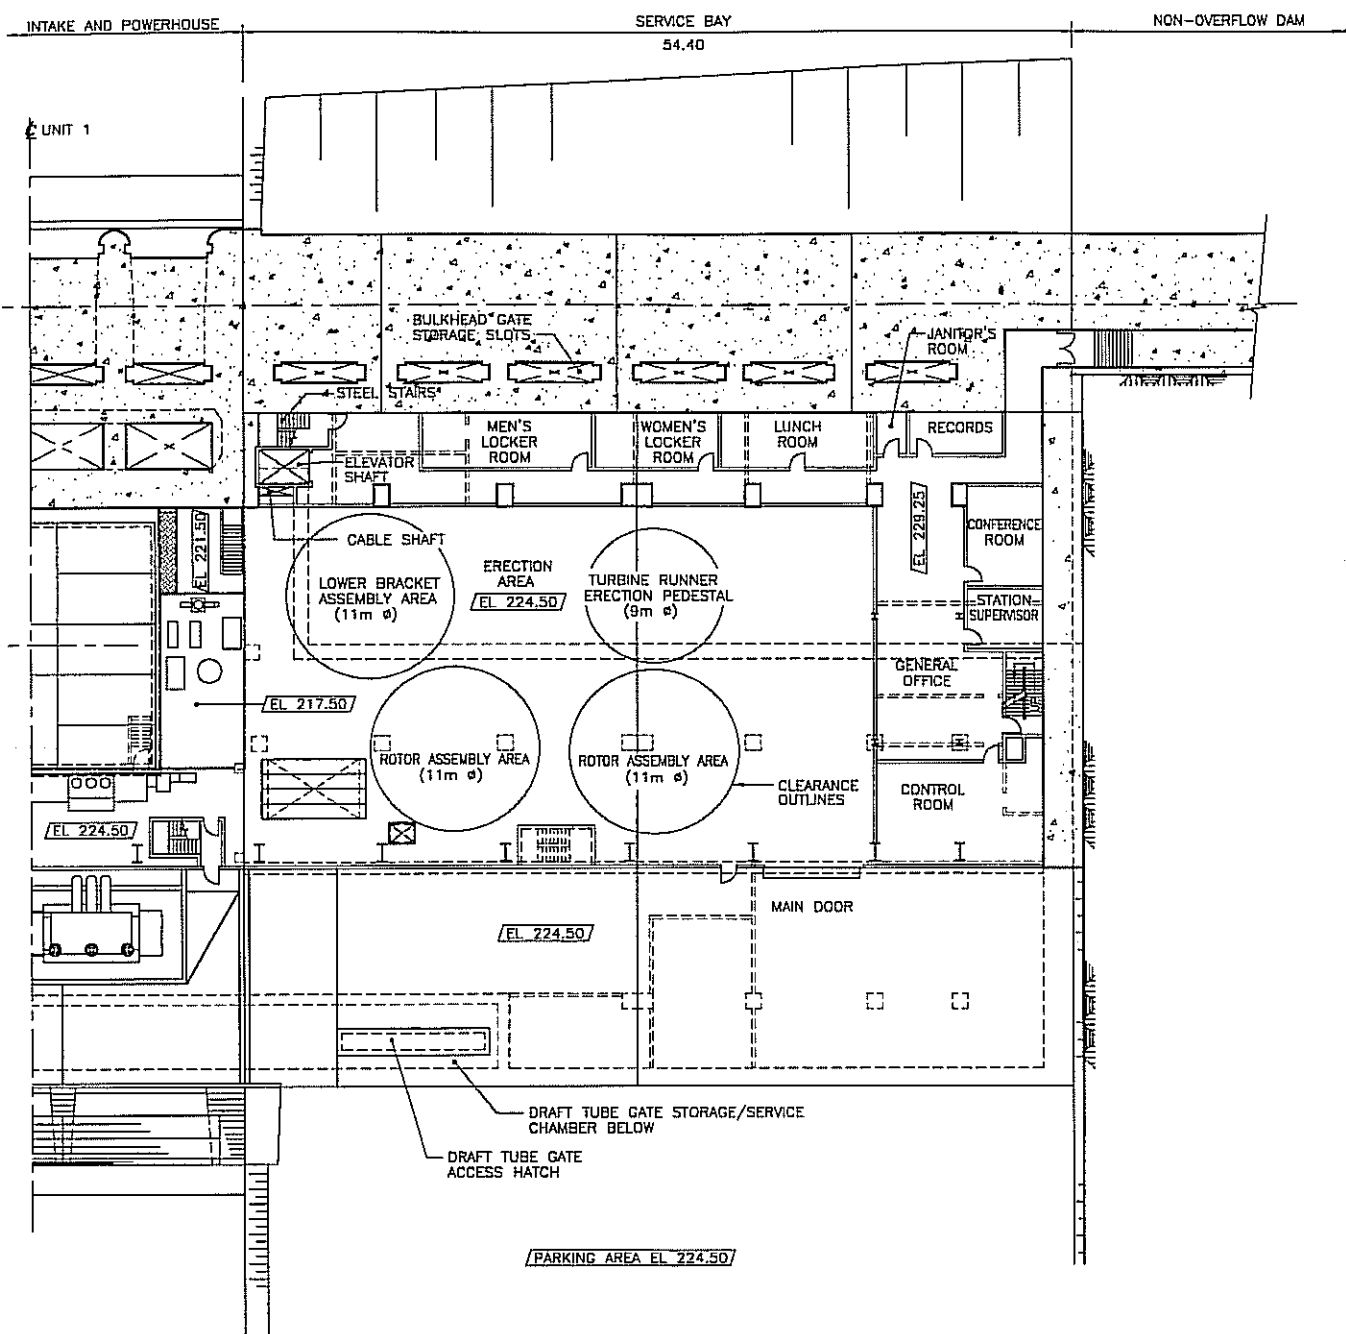 INTAKE AND POWERHOUSE
SERVICE BAY
NON-OVERFLOW DAM
54.40
℄ UNIT 1
BULKHEAD GATE
STORAGE SLOTS
JANITOR'S
ROOM
STEEL STAIRS
MEN'S
LOCKER
ROOM
WOMEN'S
LOCKER
ROOM
LUNCH
ROOM
RECORDS
ELEVATOR
SHAFT
EL 229.25
CONFERENCE
ROOM
EL 221.50
CABLE SHAFT
ERECTION
AREA
EL 224.50
LOWER BRACKET
ASSEMBLY AREA
(11m ø)
TURBINE RUNNER
ERECTION PEDESTAL
(9m ø)
STATION
SUPERVISOR
GENERAL
OFFICE
EL 217.50
ROTOR ASSEMBLY AREA
(11m ø)
ROTOR ASSEMBLY AREA
(11m ø)
CLEARANCE
OUTLINES
CONTROL
ROOM
EL 224.50
MAIN DOOR
EL 224.50
DRAFT TUBE GATE STORAGE/SERVICE
CHAMBER BELOW
DRAFT TUBE GATE
ACCESS HATCH
PARKING AREA EL 224.50